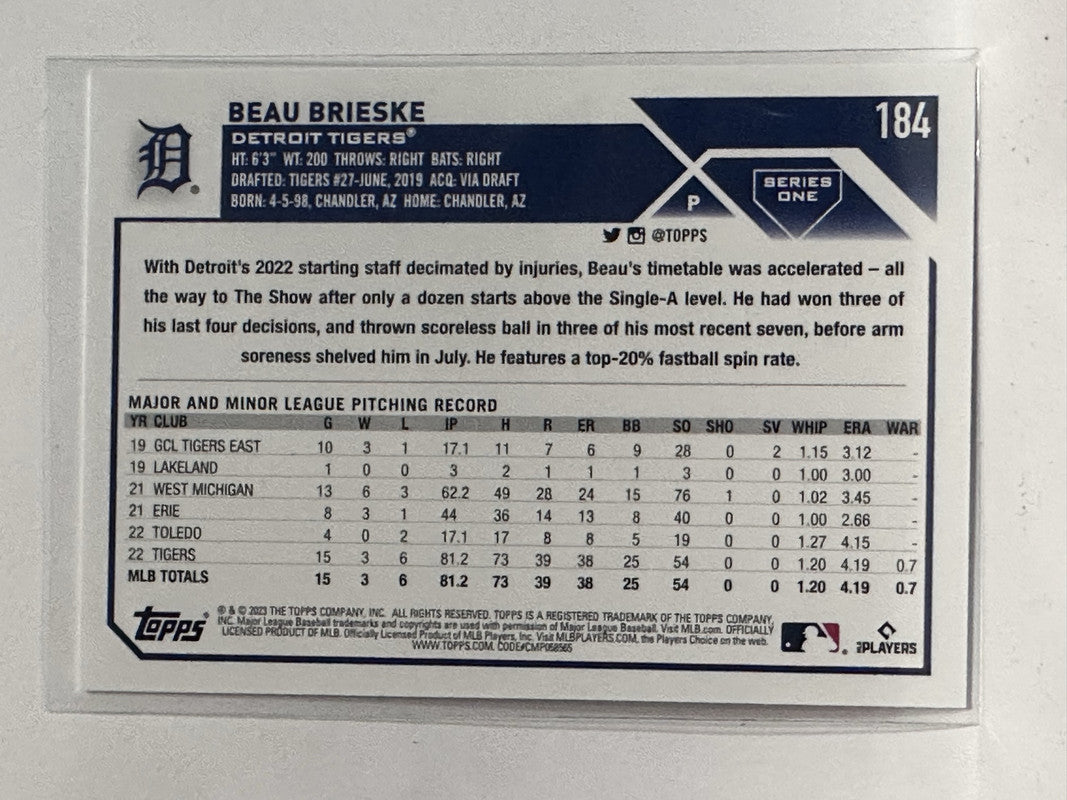 BEAU BRIESKE
184
DETROIT TIGERS®
HT: 6'3" WT: 200 THROWS: RIGHT BATS: RIGHT
DRAFTED: TIGERS #27-JUNE, 2019 ACQ: VIA DRAFT
BORN: 4-5-98, CHANDLER, AZ HOME: CHANDLER, AZ
P
SERIES
ONE
@TOPPS
With Detroit's 2022 starting staff decimated by injuries, Beau's timetable was accelerated – all
the way to The Show after only a dozen starts above the Single-A level. He had won three of
his last four decisions, and thrown scoreless ball in three of his most recent seven, before arm
soreness shelved him in July. He features a top-20% fastball spin rate.
MAJOR AND MINOR LEAGUE PITCHING RECORD
YR CLUB G W L IP H R ER BB SO SHO SV WHIP ERA WAR
19 GCL TIGERS EAST 10 3 1 17.1 11 7 6 9 28 0 2 1.15 3.12 -
19 LAKELAND 1 0 0 3 2 1 1 1 3 0 0 1.00 3.00 -
21 WEST MICHIGAN 13 6 3 62.2 49 28 24 15 76 1 0 1.02 3.45 -
21 ERIE 8 3 1 44 36 14 13 8 40 0 0 1.00 2.66 -
22 TOLEDO 4 0 2 17.1 17 8 8 5 19 0 0 1.27 4.15 -
22 TIGERS 15 3 6 81.2 73 39 38 25 54 0 0 1.20 4.19 0.7
MLB TOTALS 15 3 6 81.2 73 39 38 25 54 0 0 1.20 4.19 0.7
Topps®
® & © 2023 THE TOPPS COMPANY, INC. ALL RIGHTS RESERVED. TOPPS IS A REGISTERED TRADEMARK OF THE TOPPS COMPANY,
INC. Major League Baseball trademarks and copyrights are used with permission of Major League Baseball. Visit MLB.com. OFFICIALLY
LICENSED PRODUCT OF MLB. Officially Licensed Product of MLB Players, Inc. Visit MLBPLAYERS.COM, the Players Choice on the web.
WWW.TOPPS.COM. CODE#CMP058565
MLB PLAYERS